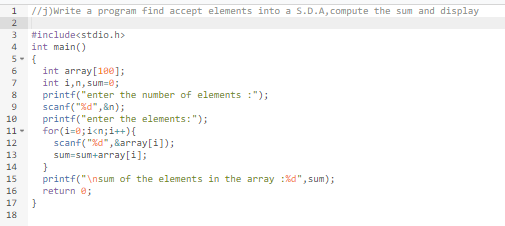 1 //j)Write a program find accept elements into a S.D.A,compute the sum and display
2
3 #include<stdio.h>
4 int main()
5 {
6 int array[100];
7 int i,n,sum=0;
8 printf("enter the number of elements :");
9 scanf("%d",&n);
10 printf("enter the elements:");
11 for(i=0;i<n;i++){
12 scanf("%d",&array[i]);
13 sum=sum+array[i];
14 }
15 printf("\nsum of the elements in the array :%d",sum);
16 return 0;
17 }
18